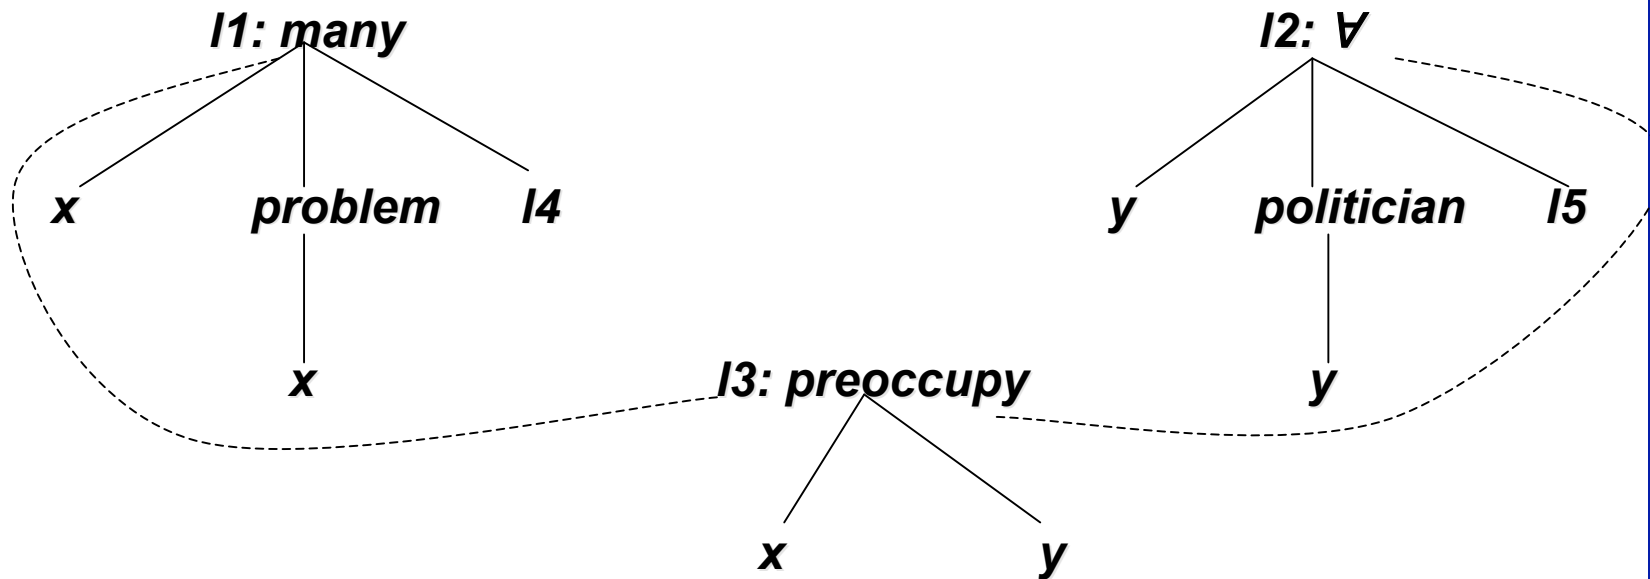 l1: many l2: ∀
x problem l4 y politician l5
x l3: preoccupy y
x y